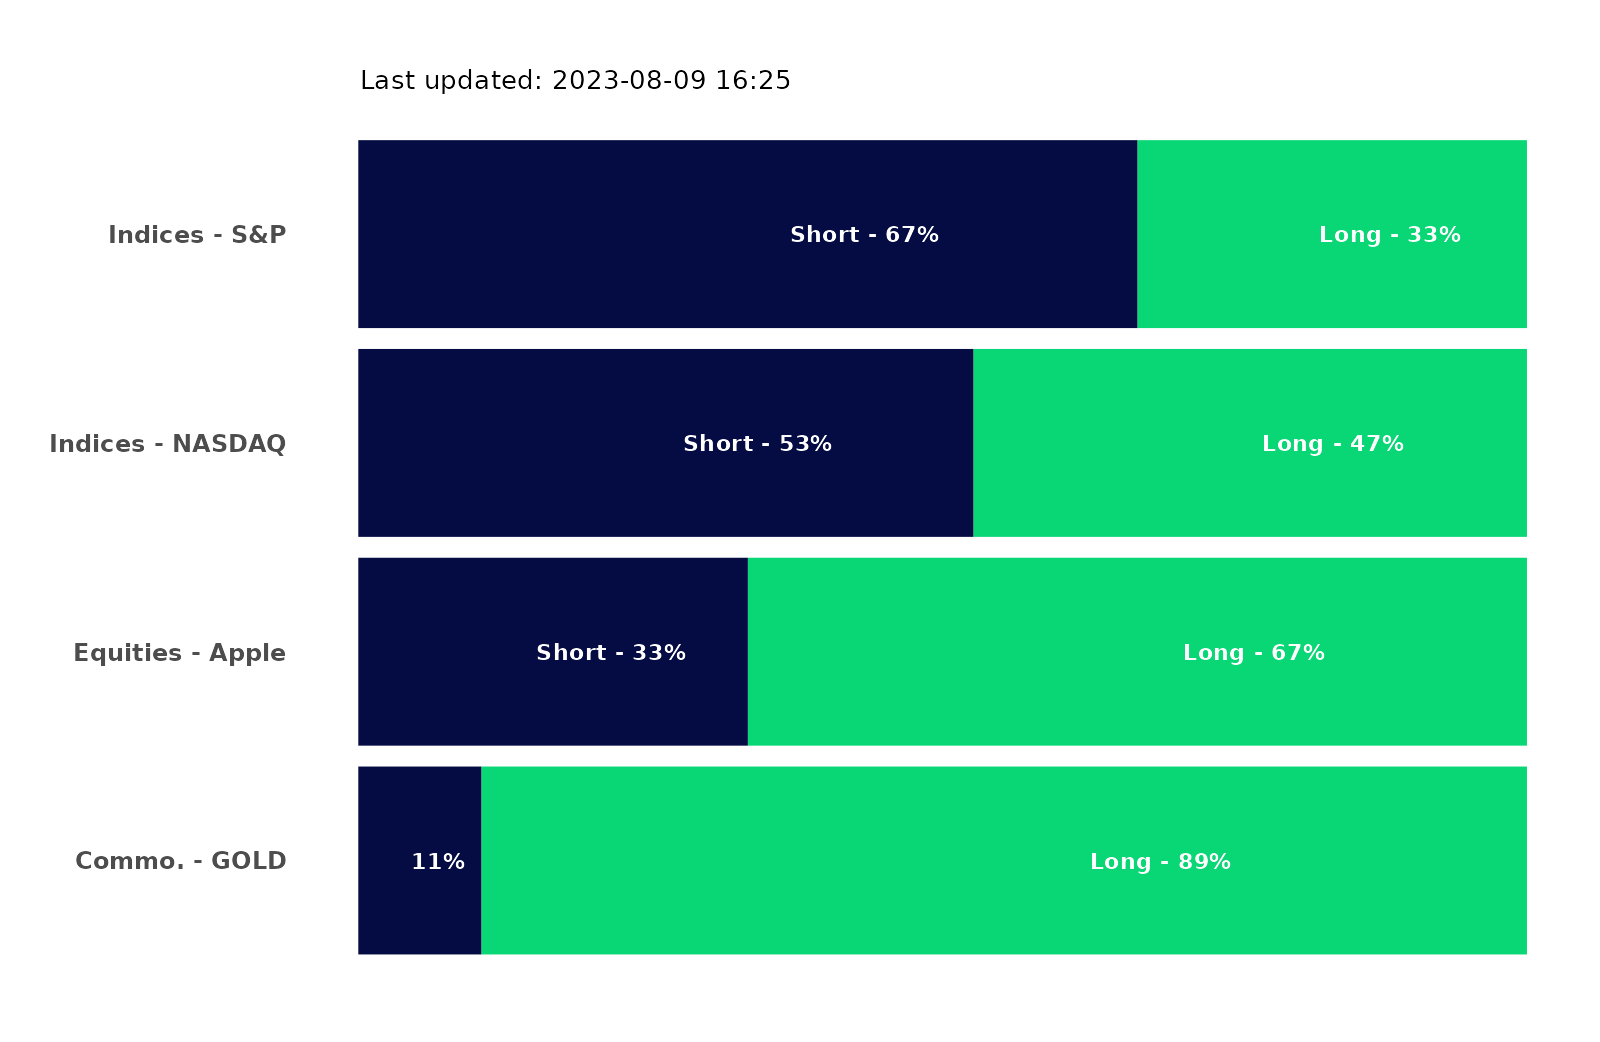 Last updated: 2023-08-09 16:25
Indices - S&P
Short - 67%
Long - 33%
Indices - NASDAQ
Short - 53%
Long - 47%
Equities - Apple
Short - 33%
Long - 67%
Commo. - GOLD
11%
Long - 89%